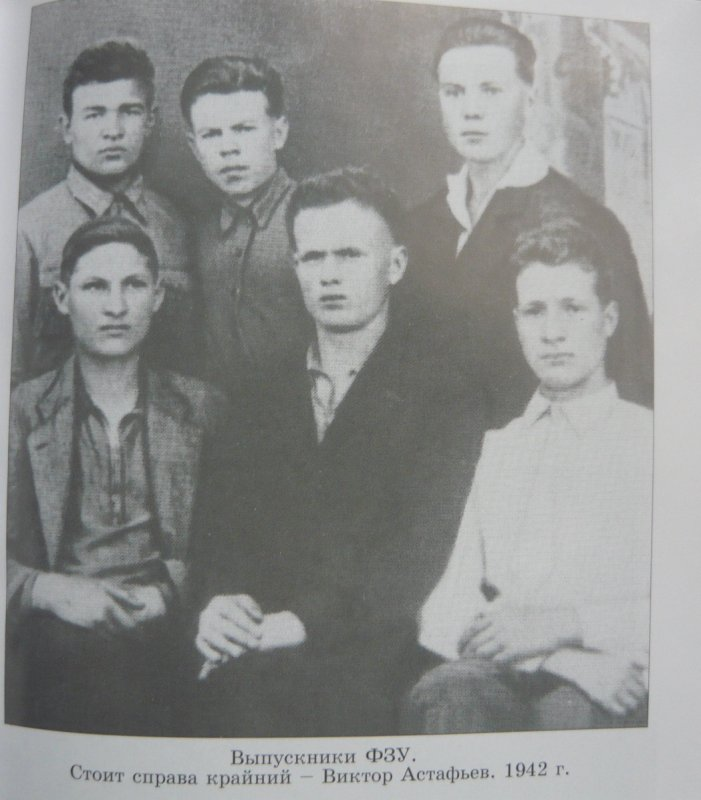 Выпускники ФЗУ.
Стоит справа крайний – Виктор Астафьев. 1942 г.